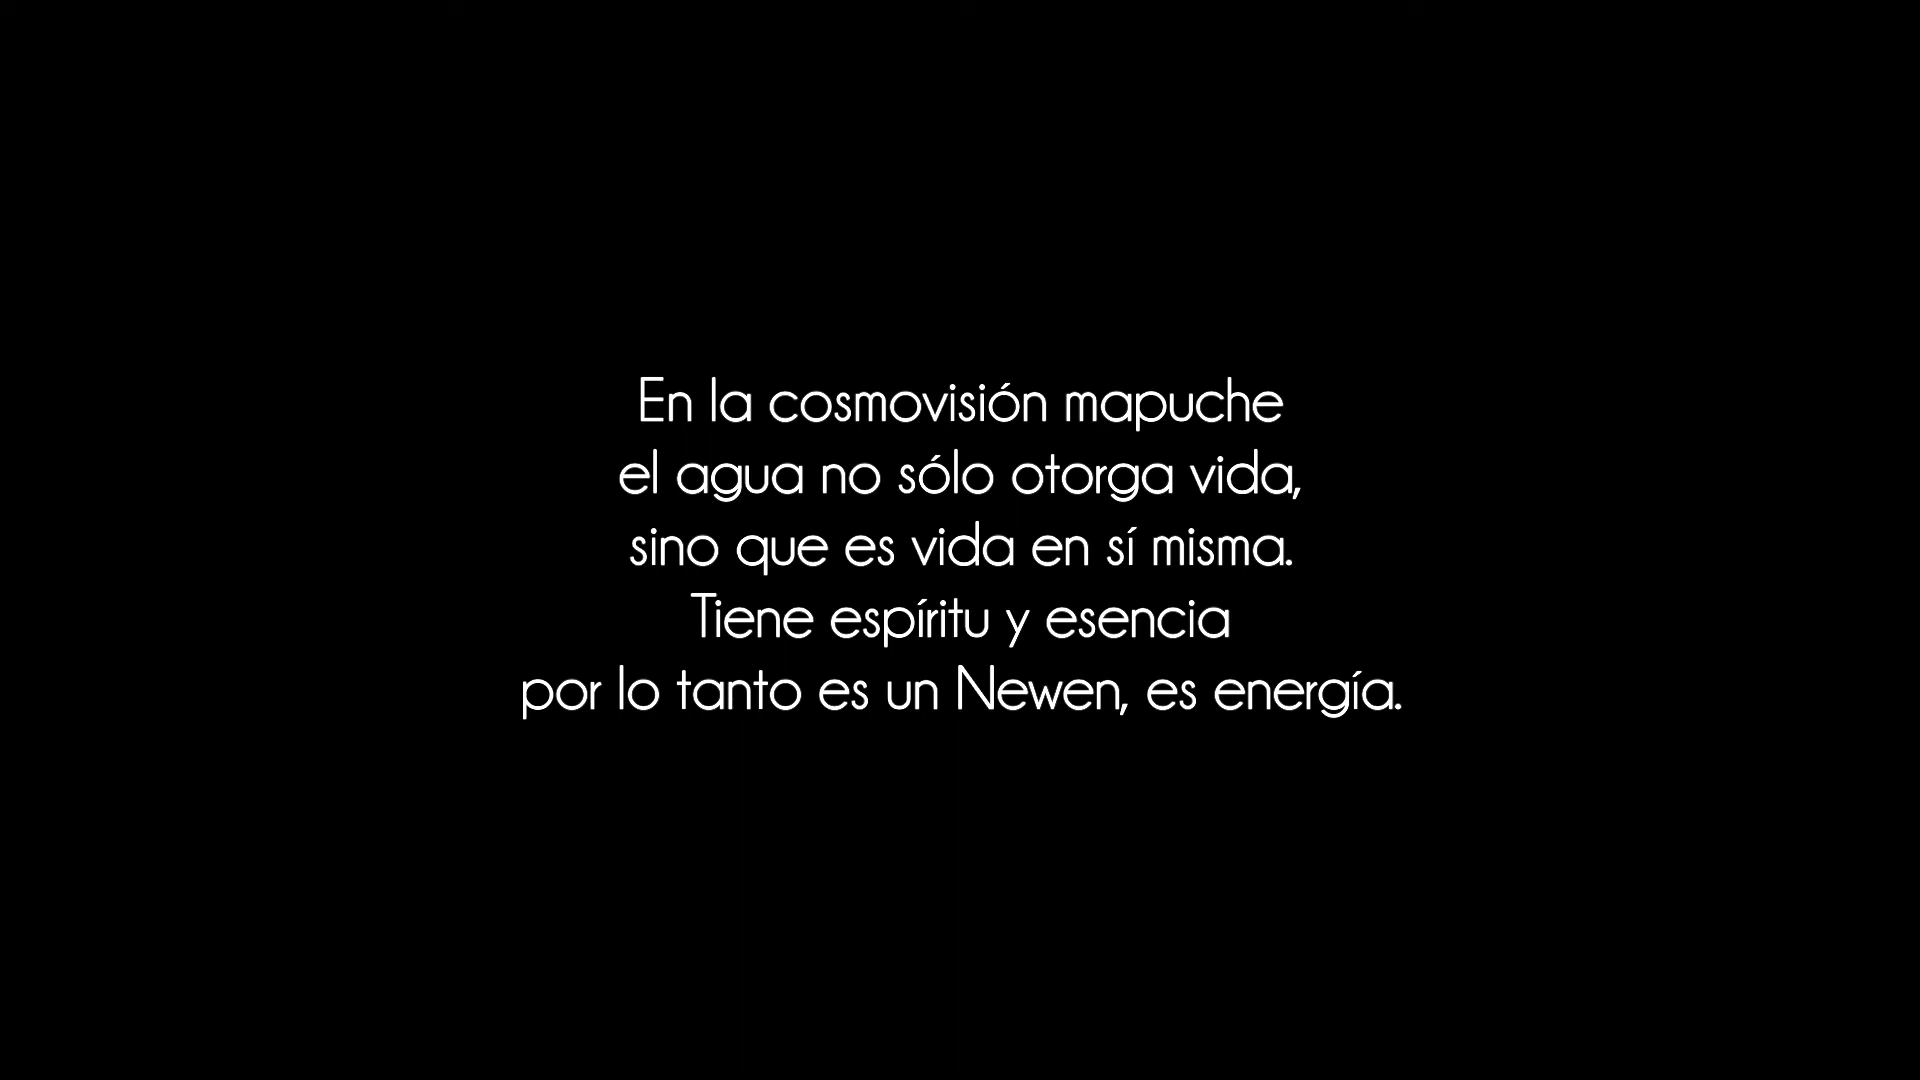 En la cosmovisión mapuche
el agua no sólo otorga vida,
sino que es vida en sí misma.
Tiene espíritu y esencia
por lo tanto es un Newen, es energía.